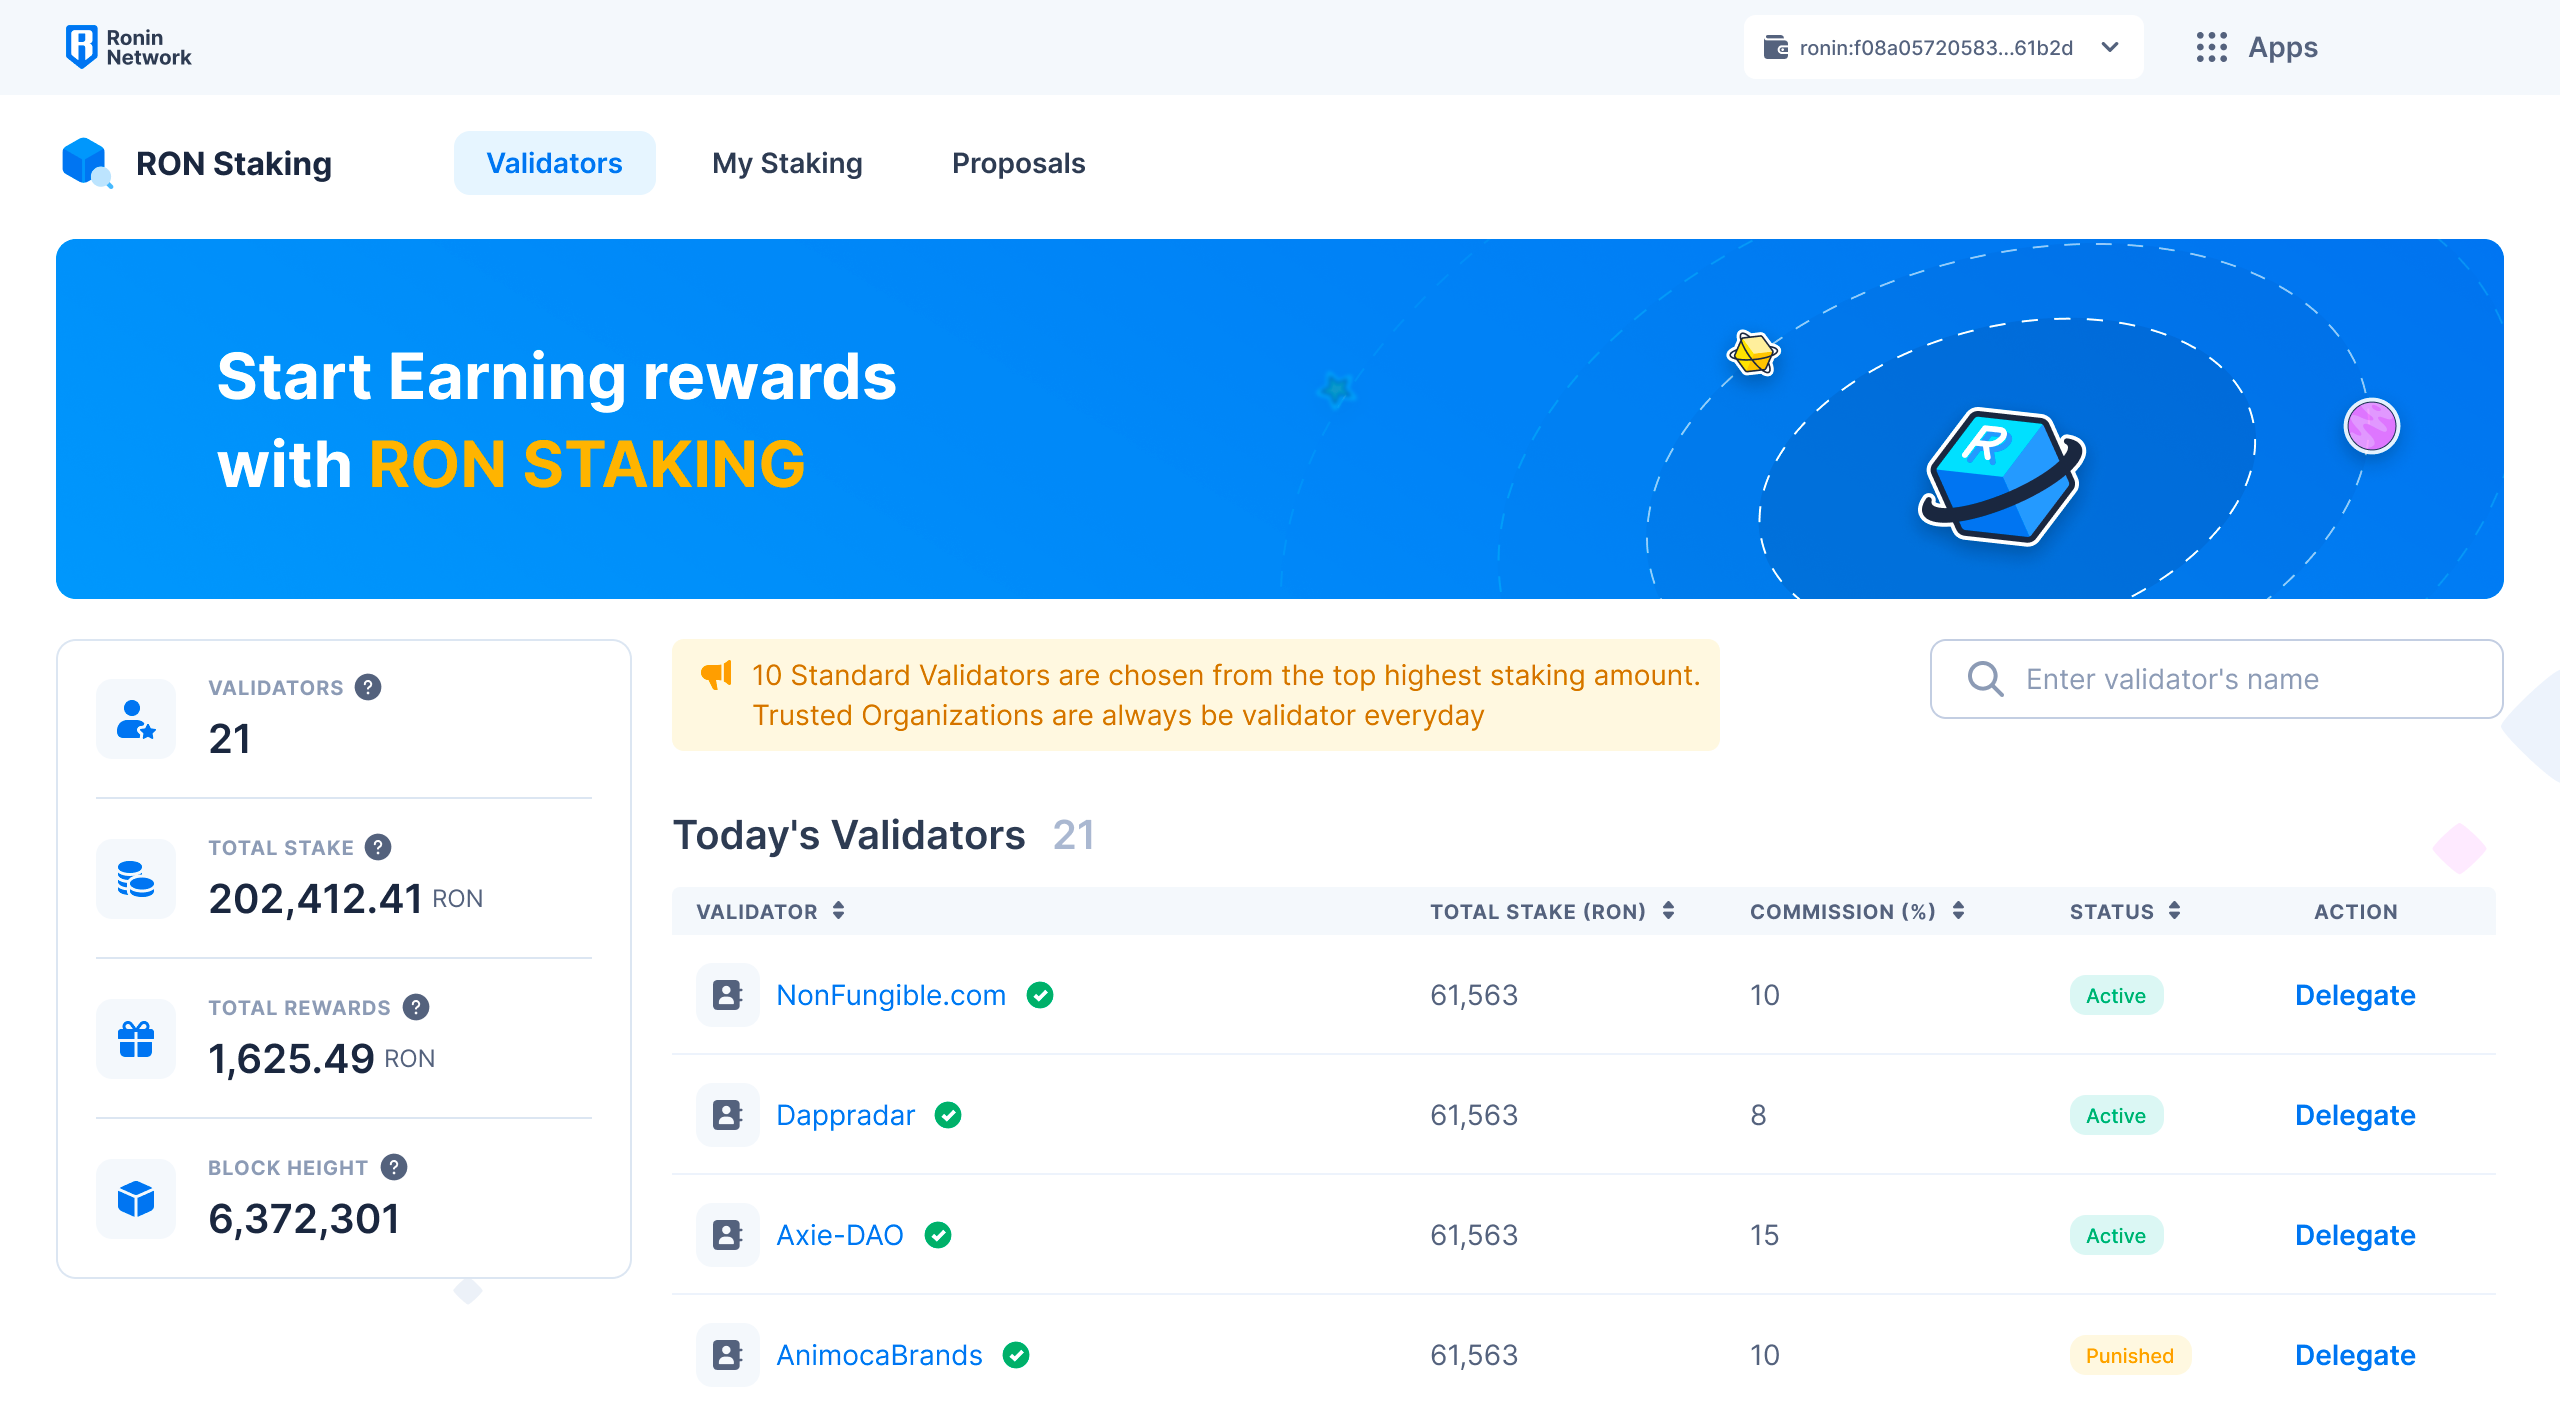 Ronin
Network
ronin:f08a05720583...61b2d
Apps
RON Staking
Validators
My Staking
Proposals
Start Earning rewards
with RON STAKING
R
VALIDATORS ?
21
TOTAL STAKE ?
202,412.41 RON
TOTAL REWARDS ?
1,625.49 RON
BLOCK HEIGHT ?
6,372,301
10 Standard Validators are chosen from the top highest staking amount.
Trusted Organizations are always be validator everyday
Enter validator's name
Today's Validators 21
VALIDATOR TOTAL STAKE (RON) COMMISSION (%) STATUS ACTION
NonFungible.com 61,563 10 Active Delegate
Dappradar 61,563 8 Active Delegate
Axie-DAO 61,563 15 Active Delegate
AnimocaBrands 61,563 10 Punished Delegate